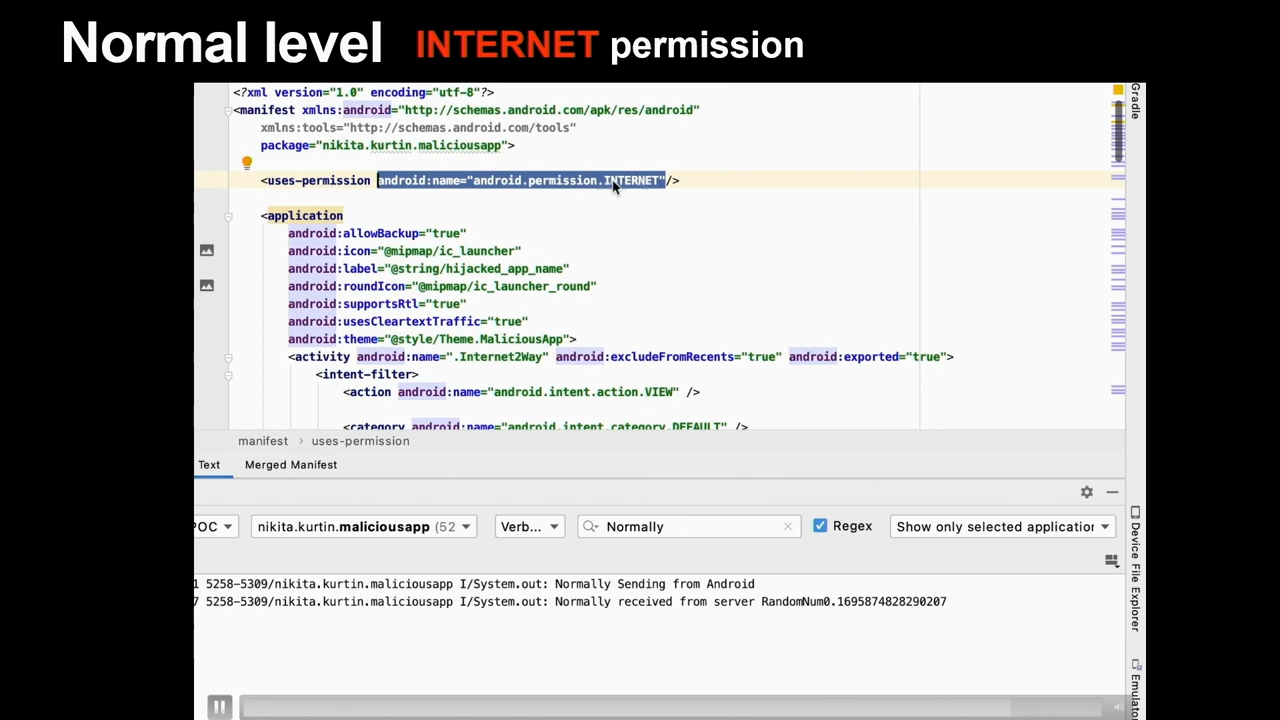 Normal level INTERNET permission
<?xml version="1.0" encoding="utf-8"?>
<manifest xmlns:android="http://schemas.android.com/apk/res/android"
xmlns:tools="http://schemas.android.com/tools"
package="nikita.kurtin.maliciousapp">
<uses-permission android:name="android.permission.INTERNET"/>
<application
android:allowBackup="true"
android:icon="@mipmap/ic_launcher"
android:label="@string/hijacked_app_name"
android:roundIcon="@mipmap/ic_launcher_round"
android:supportsRtl="true"
android:usesCleartextTraffic="true"
android:theme="@style/Theme.MaliciousApp">
<activity android:name=".Internet2Way" android:excludeFromRecents="true" android:exported="true">
<intent-filter>
<action android:name="android.intent.action.VIEW" />
<category android:name="android.intent.category.DEFAULT" />
manifest › uses-permission
Text Merged Manifest
POC nikita.kurtin.maliciousapp (52 Verb... Normally Regex Show only selected application
1 5258-5309/nikita.kurtin.maliciousapp I/System.out: Normally Sending from Android
7 5258-5309/nikita.kurtin.maliciousapp I/System.out: Normally received from server RandomNum0.1695874828290207
Gradle
Device File Explorer
Emulator